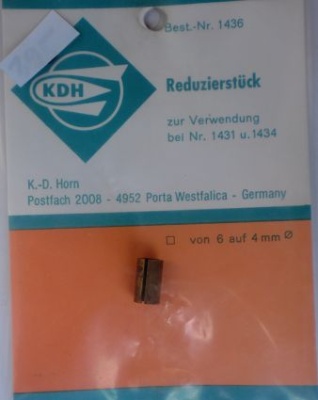 Best.-Nr. 1436
KDH
Reduzierstück
zur Verwendung
bei Nr. 1431 u. 1434
K.-D. Horn
Postfach 2008 - 4952 Porta Westfalica - Germany
von 6 auf 4 mm Ø